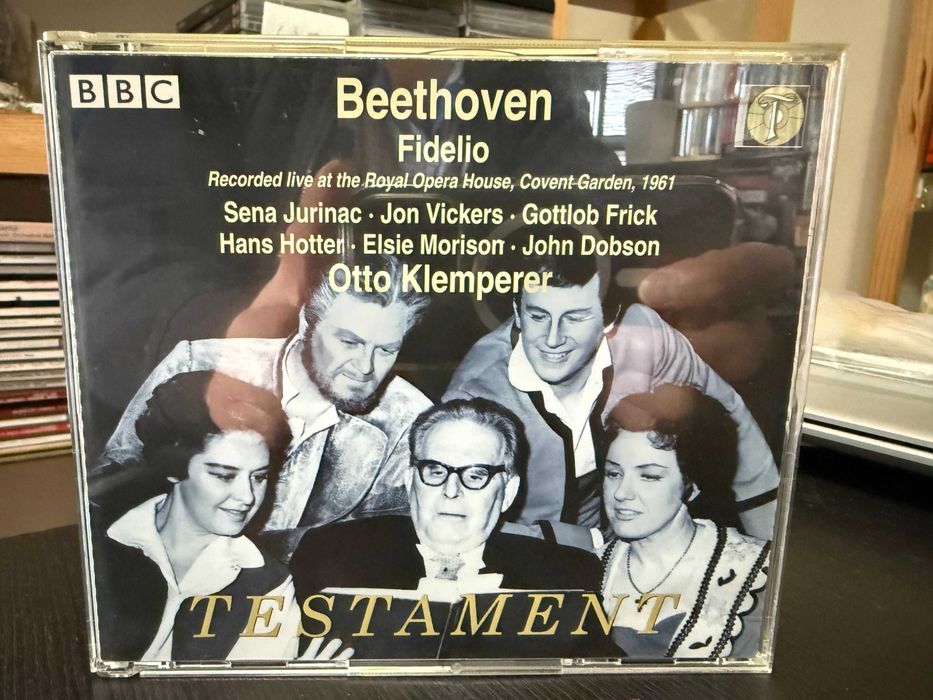 BBC
Beethoven
Fidelio
Recorded live at the Royal Opera House, Covent Garden, 1961
Sena Jurinac · Jon Vickers · Gottlob Frick
Hans Hotter · Elsie Morison · John Dobson
Otto Klemperer
TESTAMENT